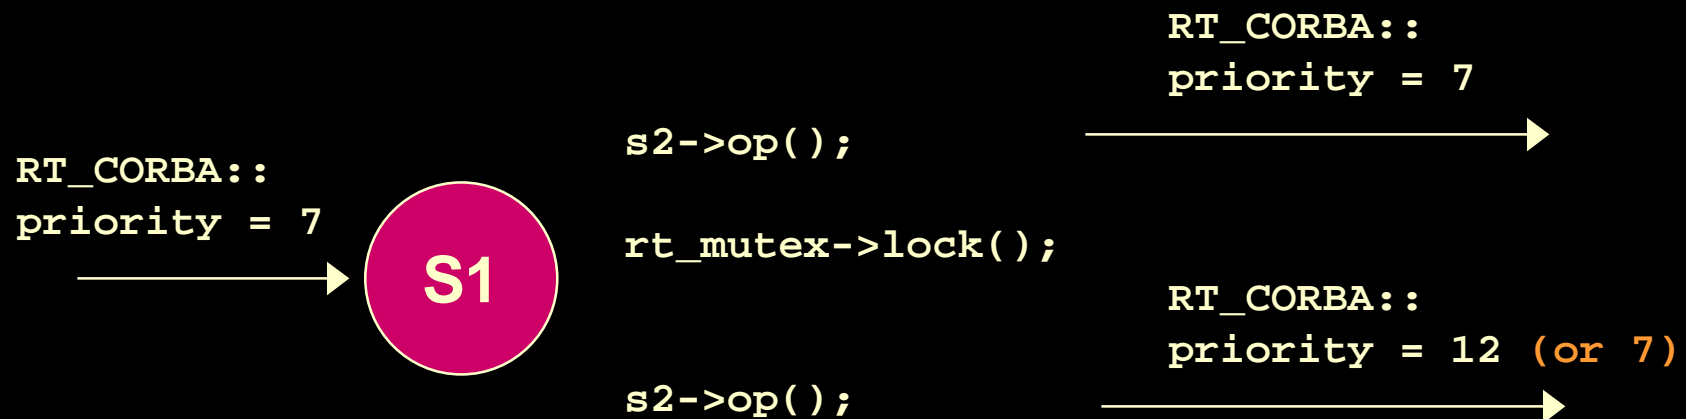 RT_CORBA::
priority = 7
S1
s2->op();
RT_CORBA::
priority = 7
rt_mutex->lock();
s2->op();
RT_CORBA::
priority = 12 (or 7)